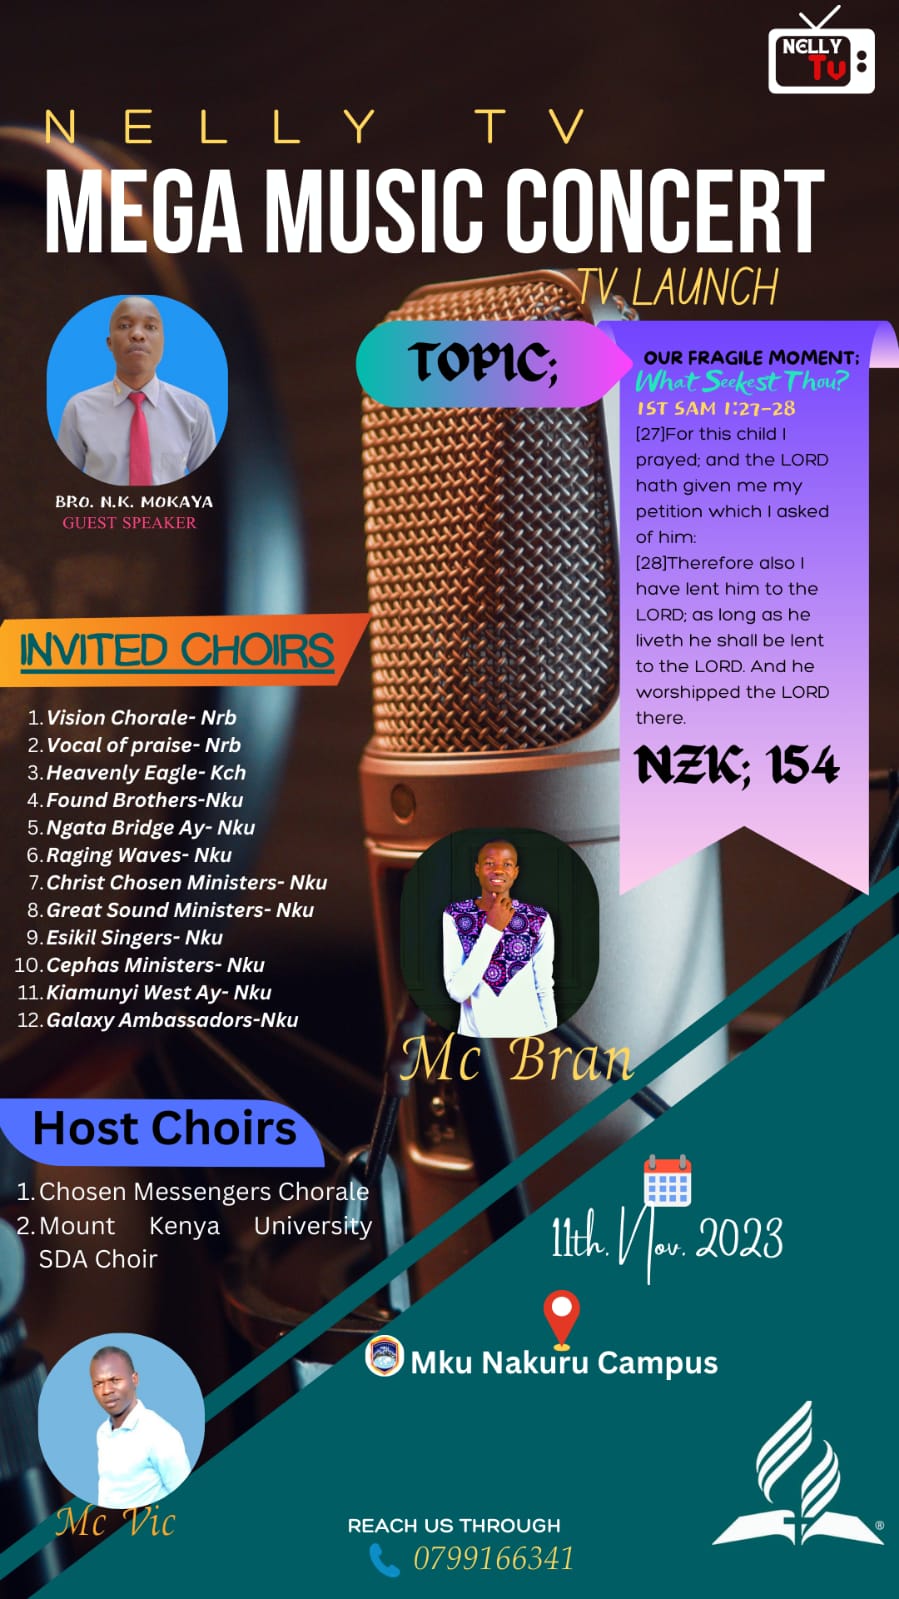 NELLY
TV
NELLY TV
MEGA MUSIC CONCERT
TV LAUNCH
TOPIC;
OUR FRAGILE MOMENT:
What Seekest Thou?
1ST SAM 1:27-28
[27]For this child I
prayed; and the LORD
hath given me my
petition which I asked
of him:
[28]Therefore also I
have lent him to the
LORD; as long as he
liveth he shall be lent
to the LORD. And he
worshipped the LORD
there.
NZK; 154
BRO. N.K. MOKAYA
GUEST SPEAKER
INVITED CHOIRS
1. Vision Chorale- Nrb
2. Vocal of praise- Nrb
3. Heavenly Eagle- Kch
4. Found Brothers-Nku
5. Ngata Bridge Ay- Nku
6. Raging Waves- Nku
7. Christ Chosen Ministers- Nku
8. Great Sound Ministers- Nku
9. Esikil Singers- Nku
10. Cephas Ministers- Nku
11. Kiamunyi West Ay- Nku
12. Galaxy Ambassadors-Nku
Mc Bran
Host Choirs
1. Chosen Messengers Chorale
2. Mount Kenya University
SDA Choir
11th. Nov. 2023
Mku Nakuru Campus
Mc Vic
REACH US THROUGH
0799166341
®